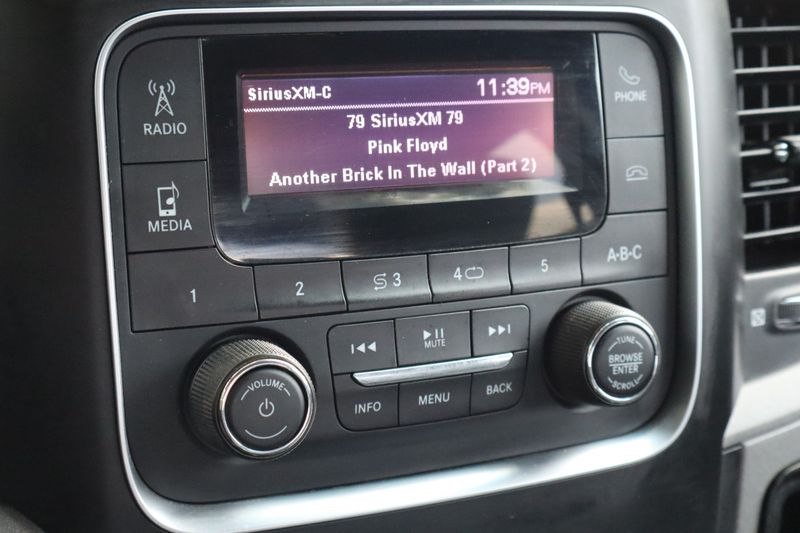 SiriusXM-C 11:39PM
79 SiriusXM 79
Pink Floyd
Another Brick In The Wall (Part 2)
RADIO
PHONE
MEDIA
1
2
3
4
5
A·B·C
MUTE
VOLUME
TUNE
BROWSE
ENTER
SCROLL
INFO
MENU
BACK